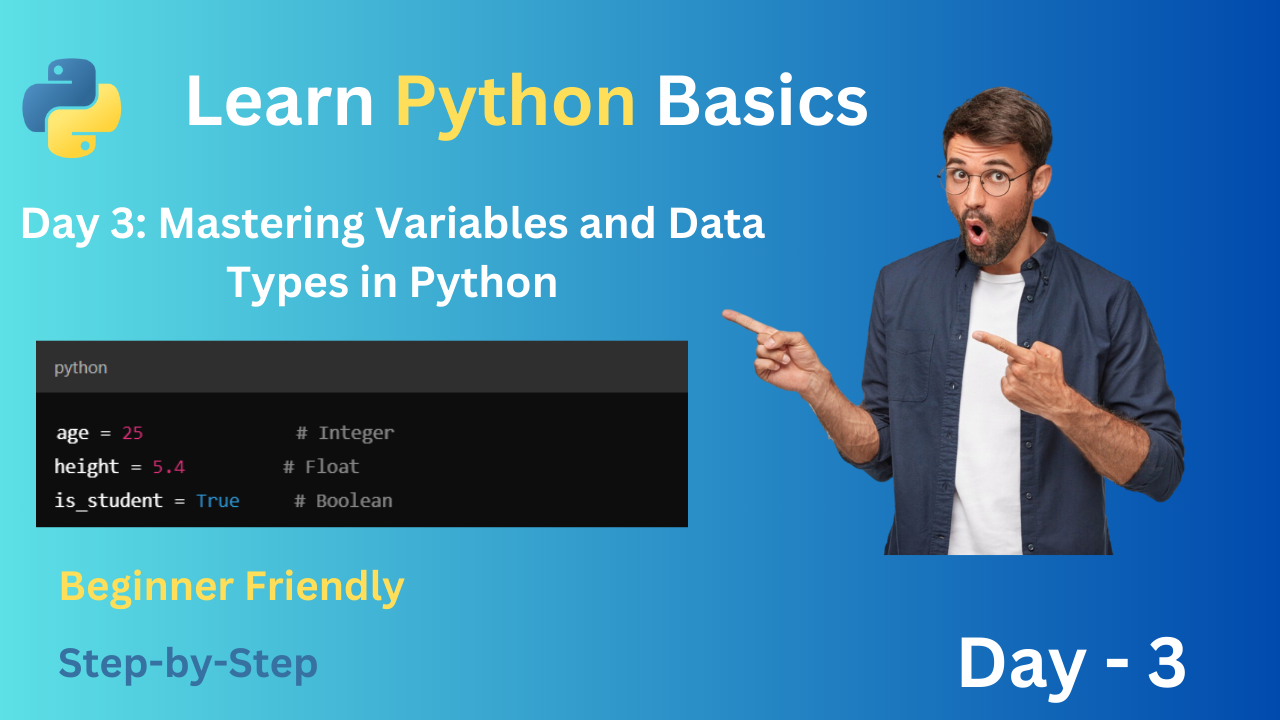 Learn Python Basics
Day 3: Mastering Variables and Data
Types in Python
python
age = 25 # Integer
height = 5.4 # Float
is_student = True # Boolean
Beginner Friendly
Step-by-Step
Day - 3